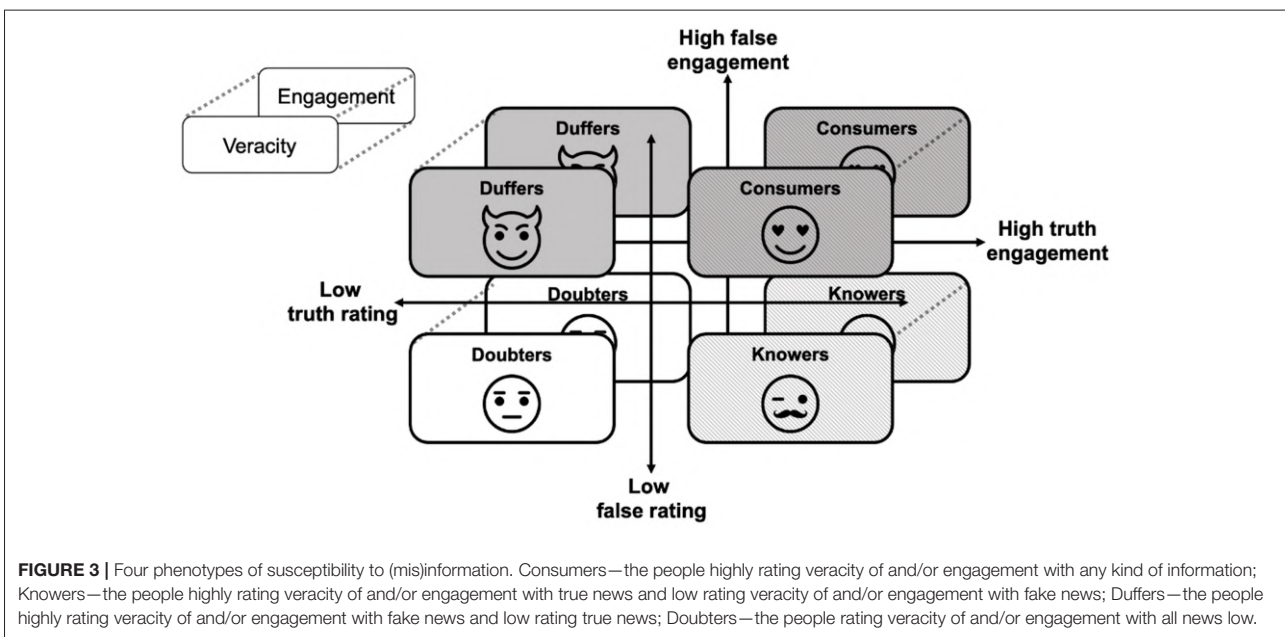 High false
engagement
Engagement
Veracity
Duffers
Consumers
Duffers
Consumers
High truth
engagement
Low
truth rating
Doubters
Knowers
Doubters
Knowers
Low
false rating
FIGURE 3 | Four phenotypes of susceptibility to (mis)information. Consumers—the people highly rating veracity of and/or engagement with any kind of information;
Knowers—the people highly rating veracity of and/or engagement with true news and low rating veracity of and/or engagement with fake news; Duffers—the people
highly rating veracity of and/or engagement with fake news and low rating true news; Doubters—the people rating veracity of and/or engagement with all news low.